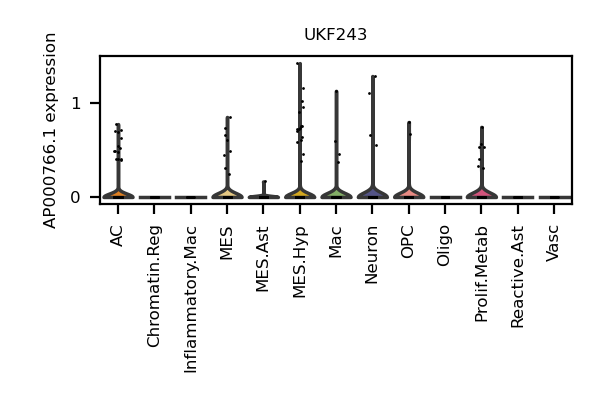 UKF243
AP000766.1 expression
1
0
AC
Chromatin.Reg
Inflammatory.Mac
MES
MES.Ast
MES.Hyp
Mac
Neuron
OPC
Oligo
Prolif.Metab
Reactive.Ast
Vasc